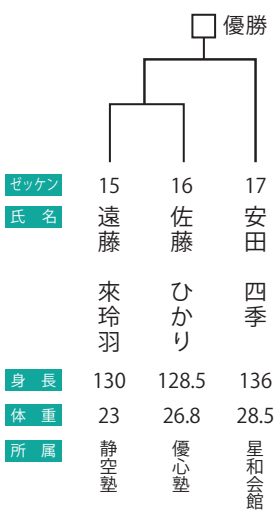 優勝
ゼッケン 15 16 17
氏名 遠藤 來玲羽 佐藤 ひかり 安田 四季
身長 130 128.5 136
体重 23 26.8 28.5
所属 静空塾 優心塾 星和会館